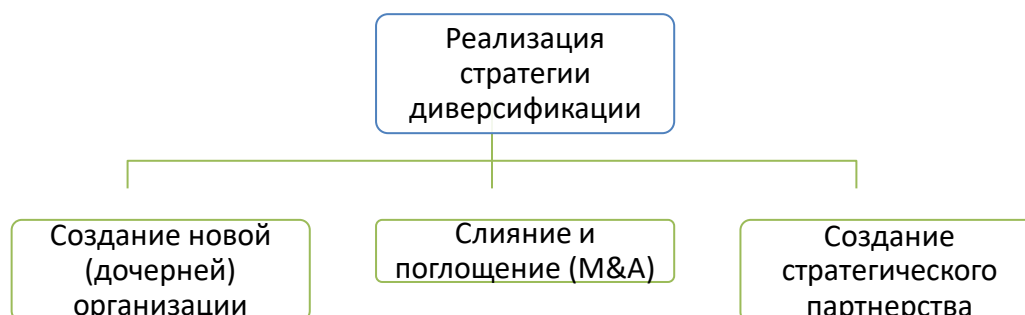 Реализация
стратегии
диверсификации
Создание новой
(дочерней)
организации
Слияние и
поглощение (M&A)
Создание
стратегического
партнерства